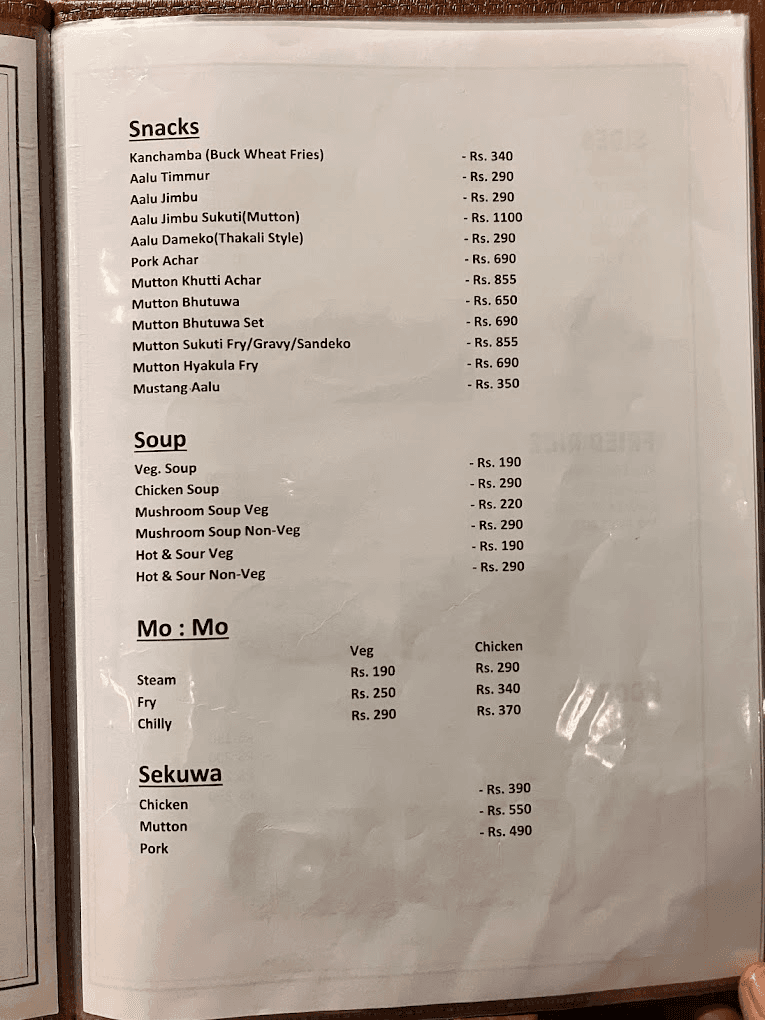 Snacks
Kanchamba (Buck Wheat Fries) - Rs. 340
Aalu Timmur - Rs. 290
Aalu Jimbu - Rs. 290
Aalu Jimbu Sukuti(Mutton) - Rs. 1100
Aalu Dameko(Thakali Style) - Rs. 290
Pork Achar - Rs. 690
Mutton Khutti Achar - Rs. 855
Mutton Bhutuwa - Rs. 650
Mutton Bhutuwa Set - Rs. 690
Mutton Sukuti Fry/Gravy/Sandeko - Rs. 855
Mutton Hyakula Fry - Rs. 690
Mustang Aalu - Rs. 350
Soup
Veg. Soup - Rs. 190
Chicken Soup - Rs. 290
Mushroom Soup Veg - Rs. 220
Mushroom Soup Non-Veg - Rs. 290
Hot & Sour Veg - Rs. 190
Hot & Sour Non-Veg - Rs. 290
Mo : Mo
Veg Chicken
Steam Rs. 190 Rs. 290
Fry Rs. 250 Rs. 340
Chilly Rs. 290 Rs. 370
Sekuwa
Chicken - Rs. 390
Mutton - Rs. 550
Pork - Rs. 490